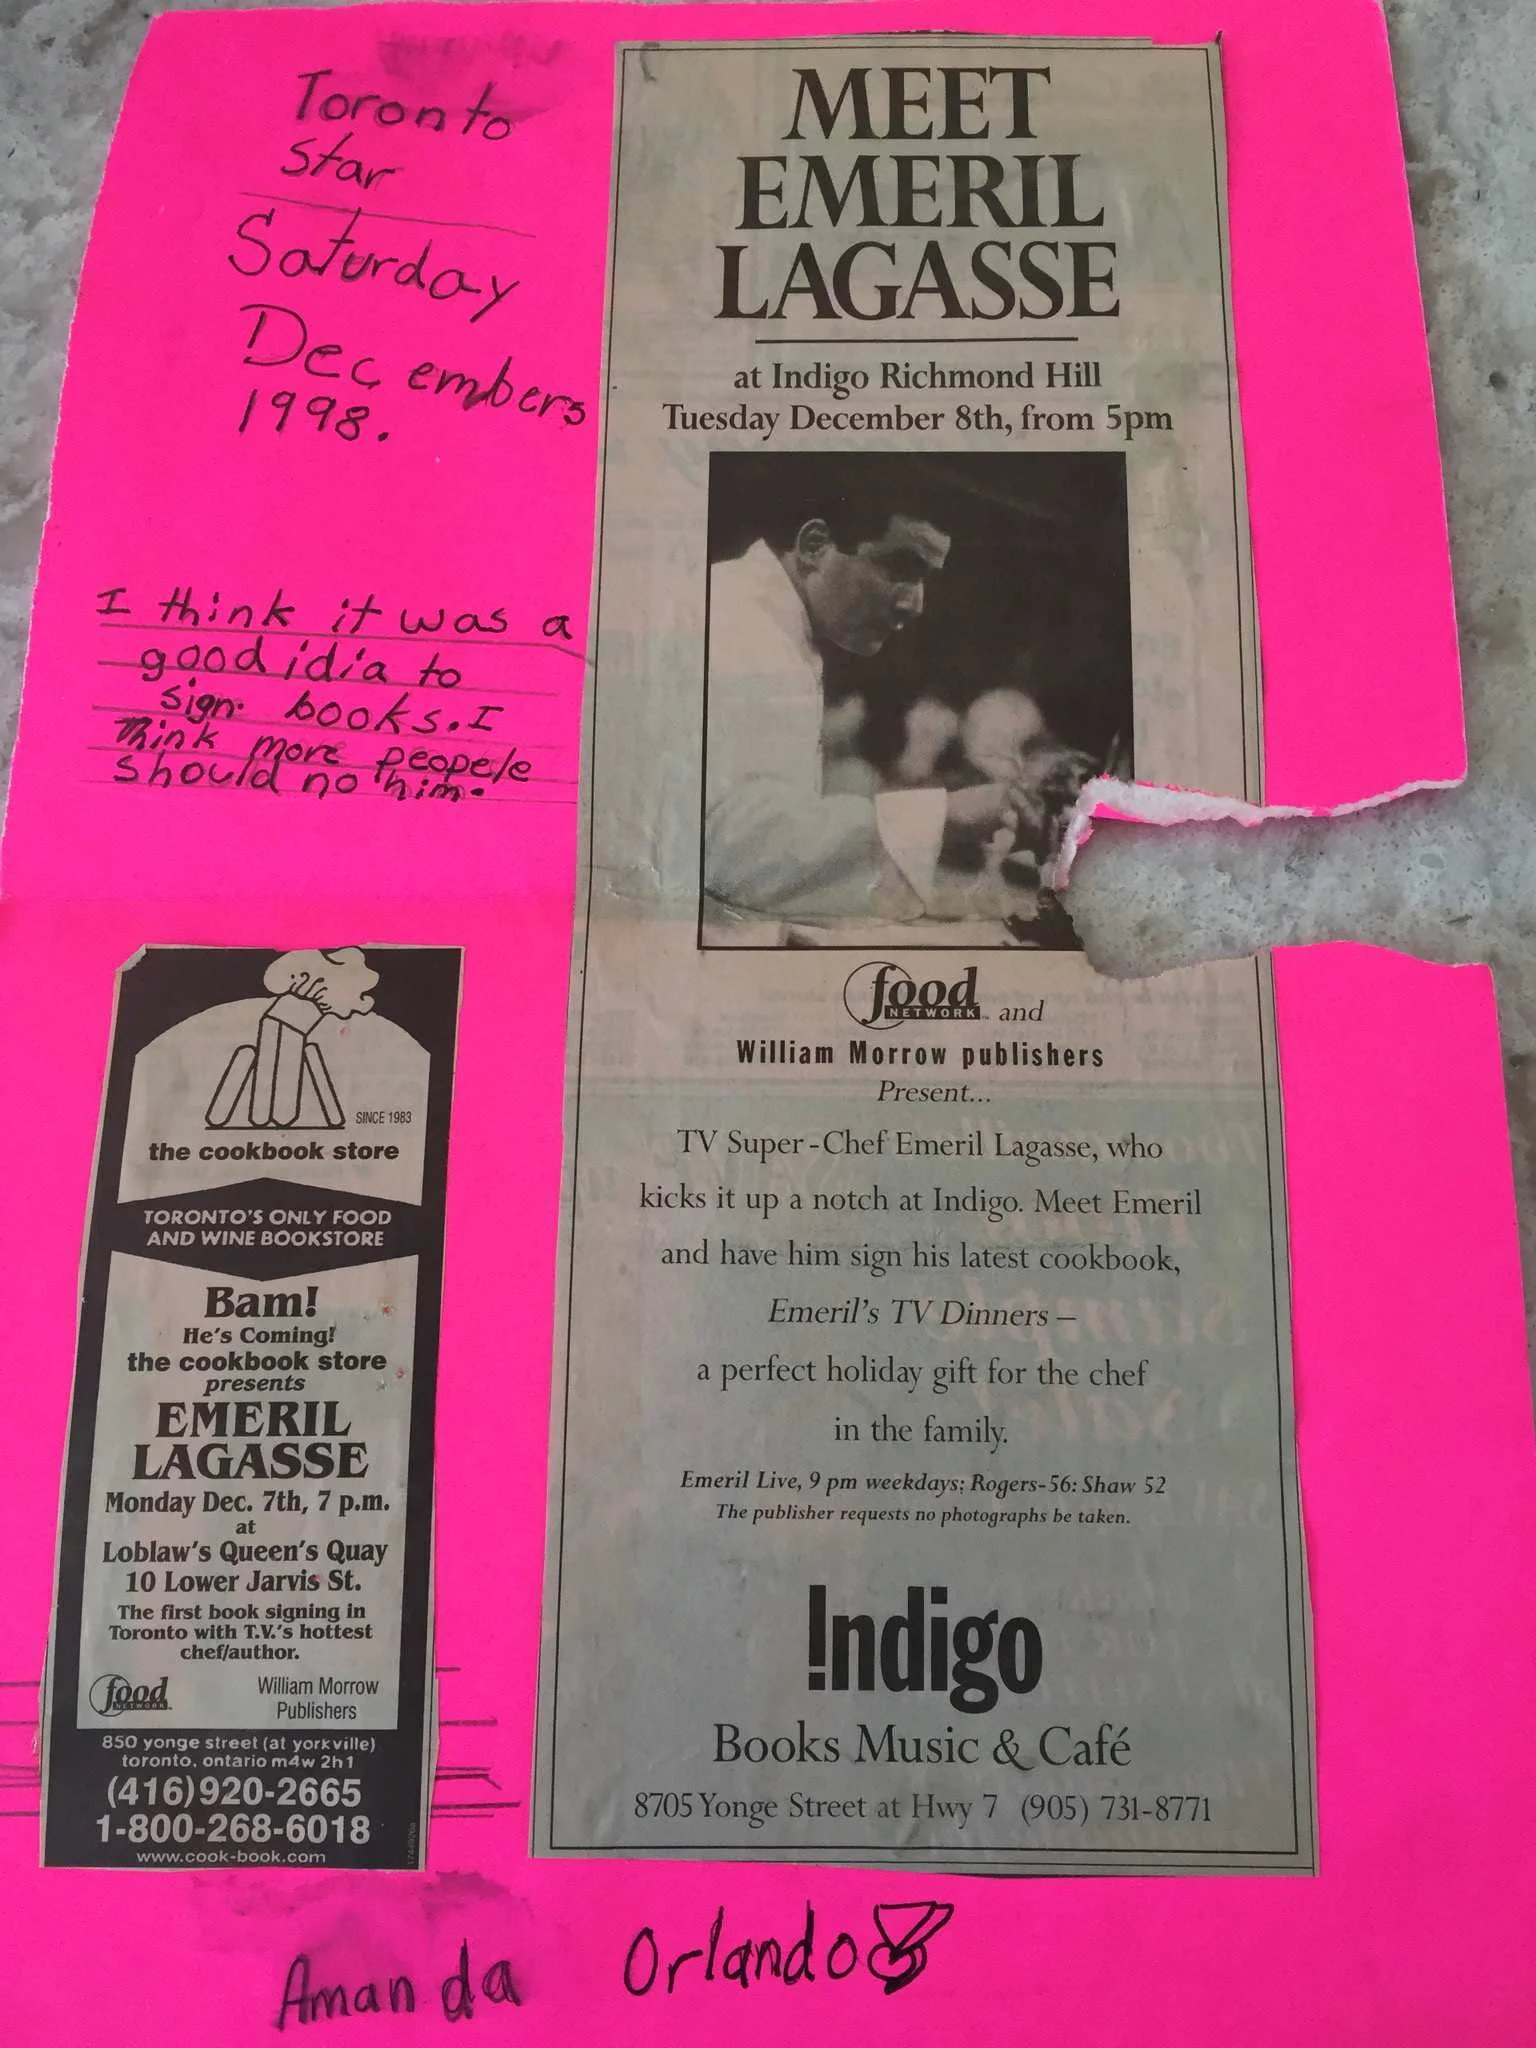 Toronto
Star
Saturday
December5
1998.
I think it was a
good idia to
sign. books. I
think more peopele
should no him.
MEET
EMERIL
LAGASSE
at Indigo Richmond Hill
Tuesday December 8th, from 5pm
food
NETWORK™ and
William Morrow publishers
Present...
TV Super-Chef Emeril Lagasse, who
kicks it up a notch at Indigo. Meet Emeril
and have him sign his latest cookbook,
Emeril's TV Dinners –
a perfect holiday gift for the chef
in the family.
Emeril Live, 9 pm weekdays; Rogers-56: Shaw 52
The publisher requests no photographs be taken.
!ndigo
Books Music & Café
8705 Yonge Street at Hwy 7 (905) 731-8771
SINCE 1983
the cookbook store
TORONTO'S ONLY FOOD
AND WINE BOOKSTORE
Bam!
He's Coming!
the cookbook store
presents
EMERIL
LAGASSE
Monday Dec. 7th, 7 p.m.
at
Loblaw's Queen's Quay
10 Lower Jarvis St.
The first book signing in
Toronto with T.V.'s hottest
chef/author.
food
NETWORK
William Morrow
Publishers
850 yonge street (at yorkville)
toronto, ontario m4w 2h1
(416)920-2665
1-800-268-6018
www.cook-book.com
Amanda Orlando